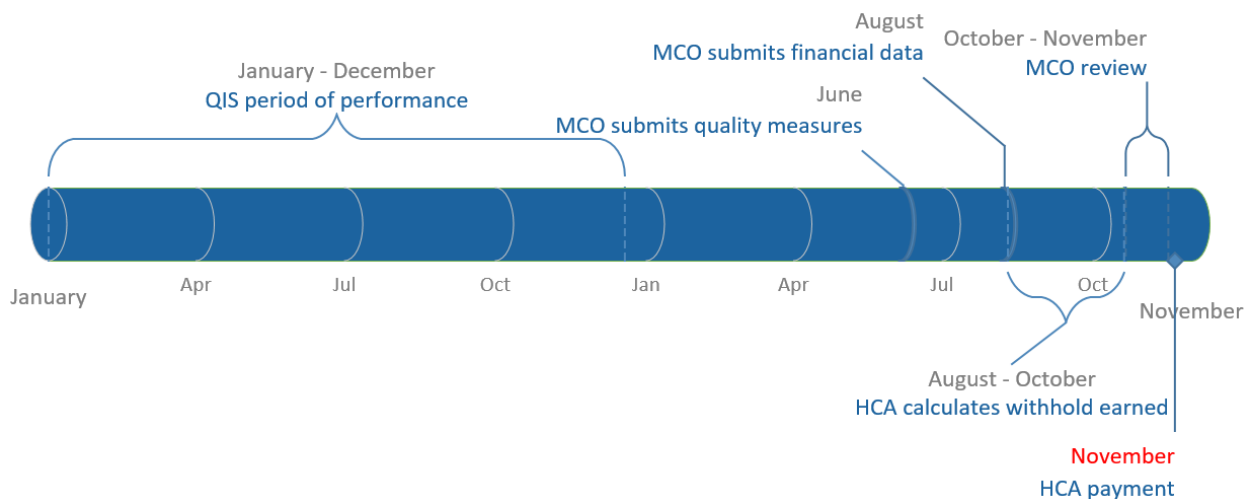 August
MCO submits financial data
October - November
MCO review
January - December
QIS period of performance
June
MCO submits quality measures
January
Apr
Jul
Oct
Jan
Apr
Jul
Oct
November
August - October
HCA calculates withhold earned
November
HCA payment